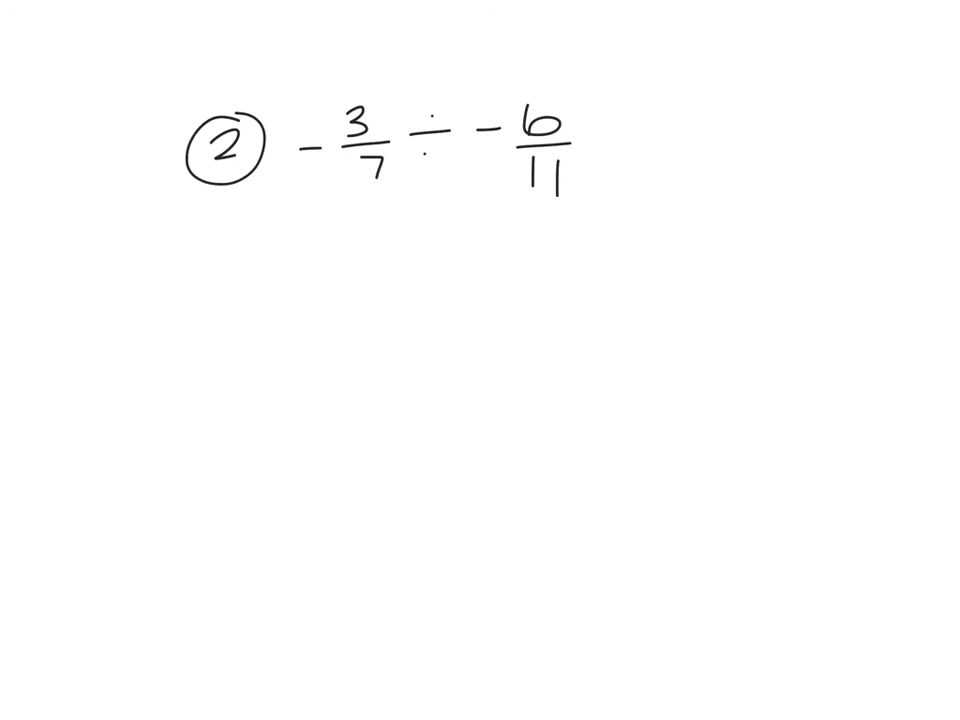 ② - 3/7 ÷ - 6/11